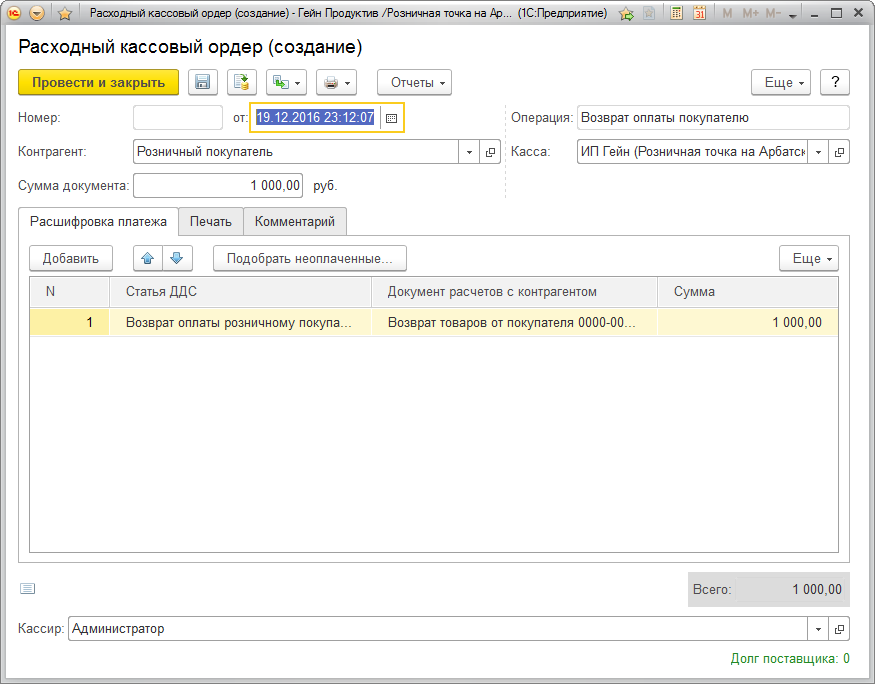 Расходный кассовый ордер (создание) - Гейн Продуктив /Розничная точка на Ар... (1С:Предприятие) M M+ M-
Расходный кассовый ордер (создание)
Провести и закрыть Отчеты Еще ?
Номер: от: 19.12.2016 23:12:07 Операция: Возврат оплаты покупателю
Контрагент: Розничный покупатель Касса: ИП Гейн (Розничная точка на Арбатск
Сумма документа: 1 000,00 руб.
Расшифровка платежа Печать Комментарий
Добавить Подобрать неоплаченные... Еще
N Статья ДДС Документ расчетов с контрагентом Сумма
1 Возврат оплаты розничному покупа... Возврат товаров от покупателя 0000-00... 1 000,00
Всего: 1 000,00
Кассир: Администратор
Долг поставщика: 0